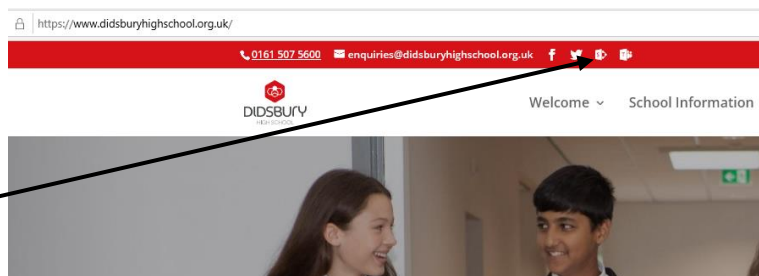 https://www.didsburyhighschool.org.uk/
0161 507 5600 enquiries@didsburyhighschool.org.uk
DIDSBURY
HIGH SCHOOL
Welcome School Information